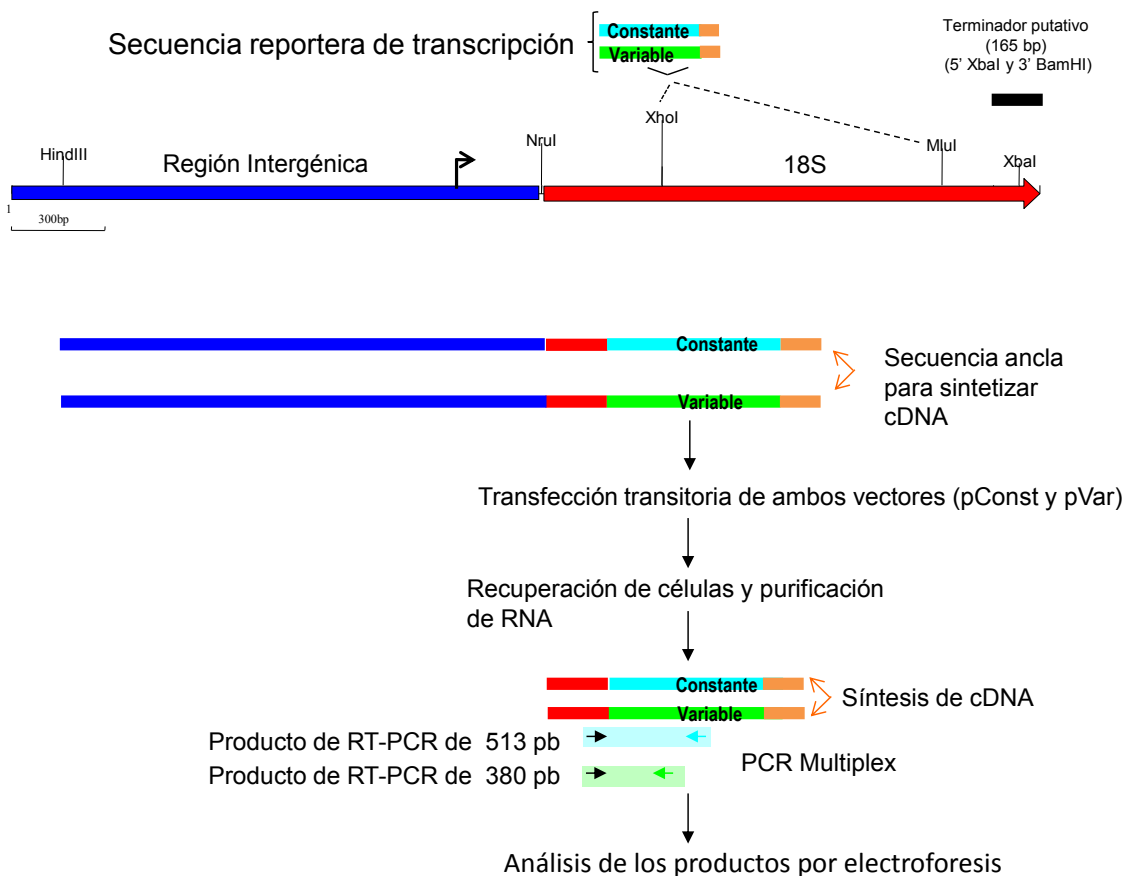 Secuencia reportera de transcripción
Constante
Variable
Terminador putativo
(165 bp)
(5' XbaI y 3' BamHI)
HindIII
Región Intergénica
NruI
XhoI
18S
MluI
XbaI
1
300bp
Constante
Variable
Secuencia ancla
para sintetizar
cDNA
Transfección transitoria de ambos vectores (pConst y pVar)
Recuperación de células y purificación
de RNA
Constante
Variable
Síntesis de cDNA
Producto de RT-PCR de 513 pb
Producto de RT-PCR de 380 pb
PCR Multiplex
Análisis de los productos por electroforesis